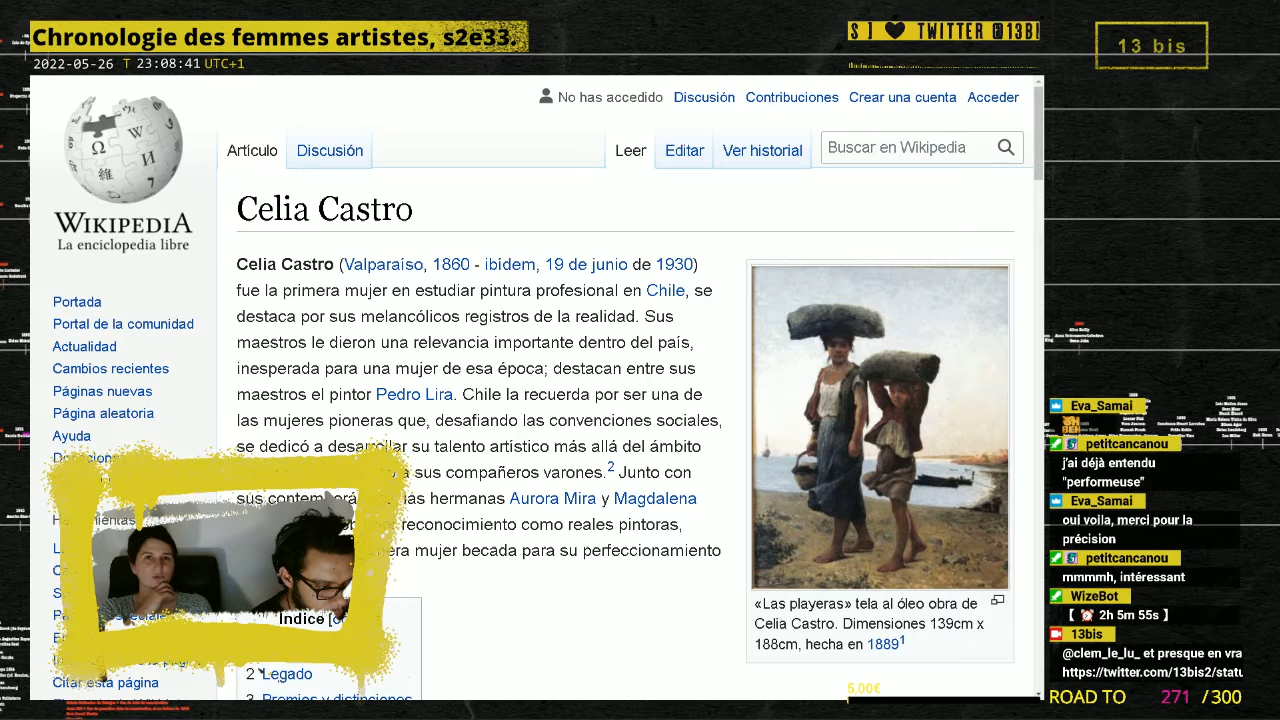 Chronologie des femmes artistes, s2e33
2022-05-26 T 23:08:41 UTC+1
S ] TWITTER @13B
13 bis
No has accedido Discusión Contribuciones Crear una cuenta Acceder
Artículo Discusión Leer Editar Ver historial Buscar en Wikipedia
WIKIPEDIA
La enciclopedia libre
Portada
Portal de la comunidad
Actualidad
Cambios recientes
Páginas nuevas
Página aleatoria
Ayuda
Citar esta página
Celia Castro
Celia Castro (Valparaíso, 1860 - ibidem, 19 de junio de 1930)
fue la primera mujer en estudiar pintura profesional en Chile, se
destaca por sus melancólicos registros de la realidad. Sus
maestros le dieron una relevancia importante dentro del país,
inesperada para una mujer de esa época; destacan entre sus
maestros el pintor Pedro Lira. Chile la recuerda por ser una de
las mujeres pioneras que, desafiando las convenciones sociales,
se dedicó a desarrollar su talento artístico más allá del ámbito
a sus compañeros varones.2 Junto con
sus las hermanas Aurora Mira y Magdalena
reconocimiento como reales pintoras,
mujer becada para su perfeccionamiento
Índice
2 Legado
3 Premios y distinciones
«Las playeras» tela al óleo obra de
Celia Castro. Dimensiones 139cm x
188cm, hecha en 18891
5,00€
Eva_Samai
petitcancanou
j'ai déjà entendu
"performeuse"
Eva_Samai
oui voila, merci pour la
précision
petitcancanou
mmmmh, intéressant
WizeBot
【 ⏰ 2h 5m 55s 】
13bis
@clem_le_lu_ et presque en vra
https://twitter.com/13bis2/statu
ROAD TO 271 / 300